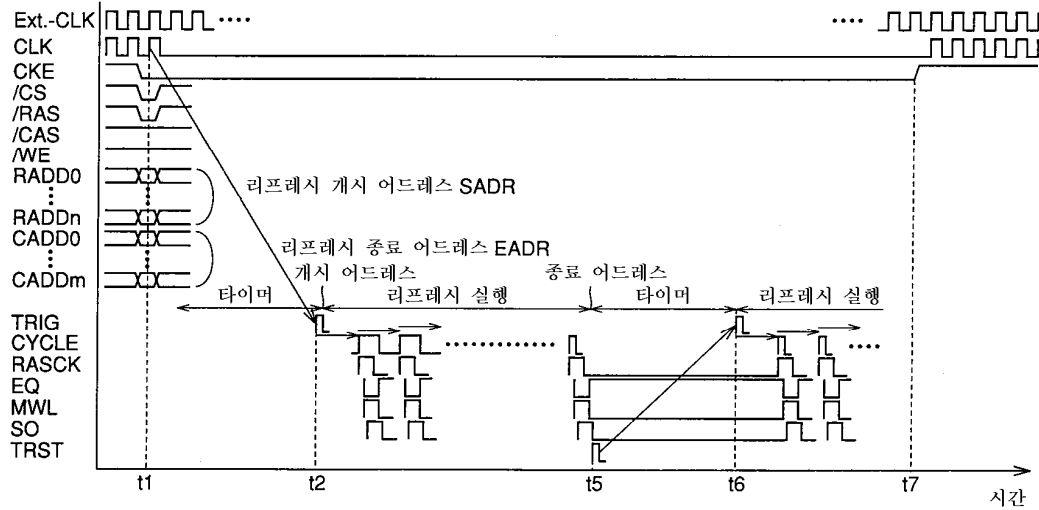 Ext.-CLK
CLK
CKE
/CS
/RAS
/CAS
/WE
RADD0
RADDn
CADD0
CADDm
리프레시 개시 어드레스 SADR
리프레시 종료 어드레스 EADR
개시 어드레스
종료 어드레스
타이머
리프레시 실행
타이머
리프레시 실행
TRIG
CYCLE
RASCK
EQ
MWL
SO
TRST
t1
t2
t5
t6
t7
시간